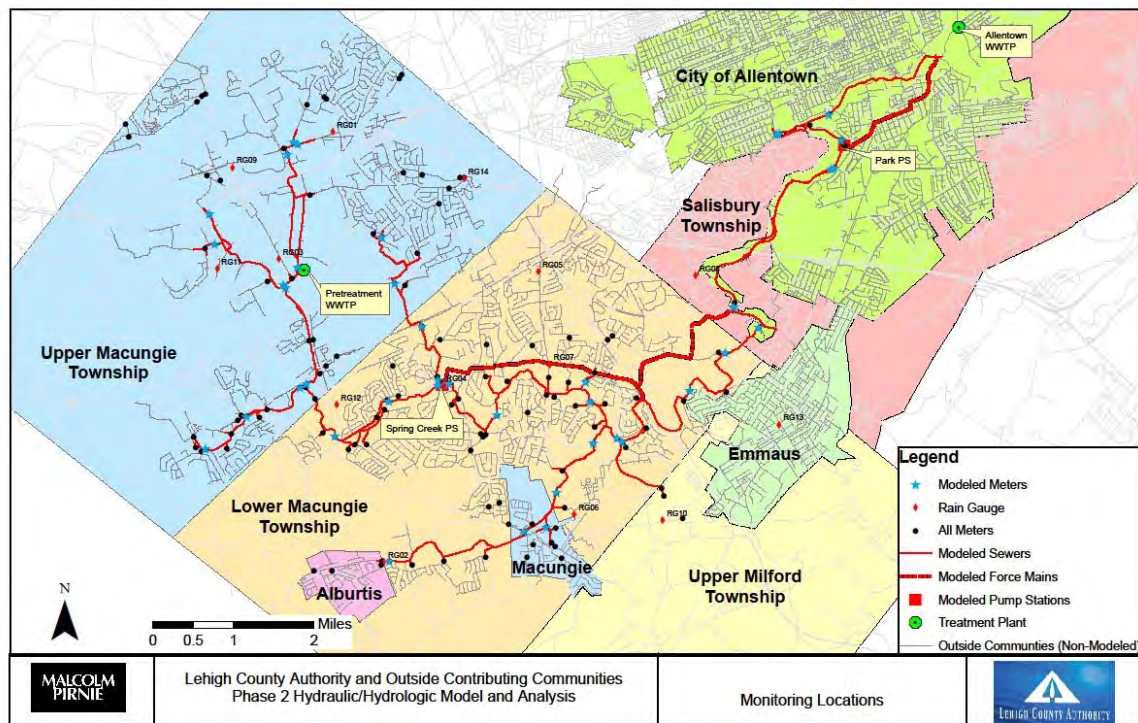 City of Allentown
Allentown
WWTP
RG01
RG09
RG14
Park PS
Salisbury
Township
RG03
RG11
RG05
Pretreatment
WWTP
Upper Macungie
Township
RG07
RG04
RG12
Spring Creek PS
RG13
Emmaus
Lower Macungie
Township
RG06
RG10
RG02
Macungie
Alburtis
Upper Milford
Township
N
Miles
0 0.5 1 2
Legend
Modeled Meters
Rain Gauge
All Meters
Modeled Sewers
Modeled Force Mains
Modeled Pump Stations
Treatment Plant
Outside Communities (Non-Modeled)
MALCOLM
PIRNIE
Lehigh County Authority and Outside Contributing Communities
Phase 2 Hydraulic/Hydrologic Model and Analysis
Monitoring Locations
LEHIGH COUNTY AUTHORITY